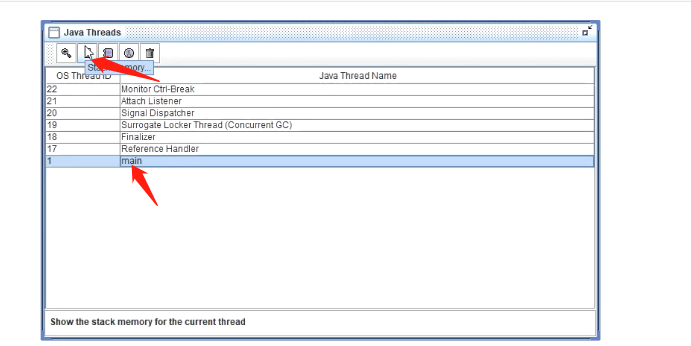 Java Threads
OS Thread ID Java Thread Name
22 Monitor Ctrl-Break
21 Attach Listener
20 Signal Dispatcher
19 Surrogate Locker Thread (Concurrent GC)
18 Finalizer
17 Reference Handler
1 main
Show the stack memory for the current thread